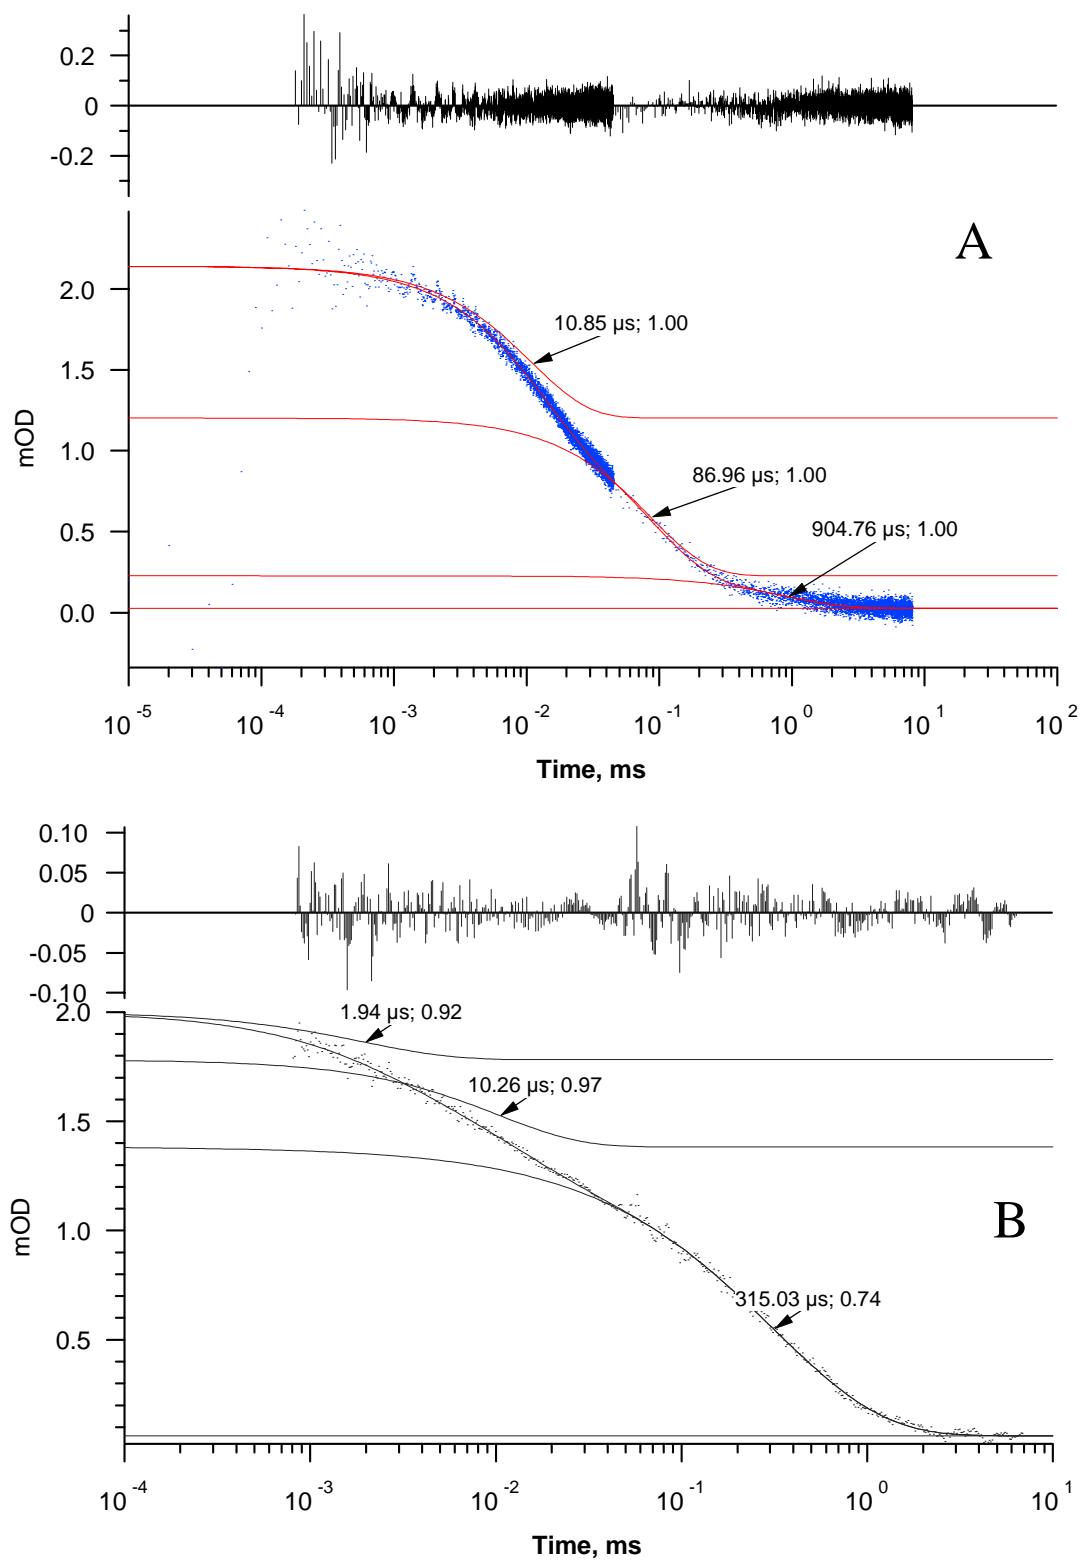 0.2
0
-0.2
A
2.0
1.5
1.0
0.5
0.0
mOD
10.85 µs; 1.00
86.96 µs; 1.00
904.76 µs; 1.00
10^-5 10^-4 10^-3 10^-2 10^-1 10^0 10^1 10^2
Time, ms
0.10
0.05
0
-0.05
-0.10
2.0
1.5
1.0
0.5
mOD
1.94 µs; 0.92
10.26 µs; 0.97
B
315.03 µs; 0.74
10^-4 10^-3 10^-2 10^-1 10^0 10^1
Time, ms